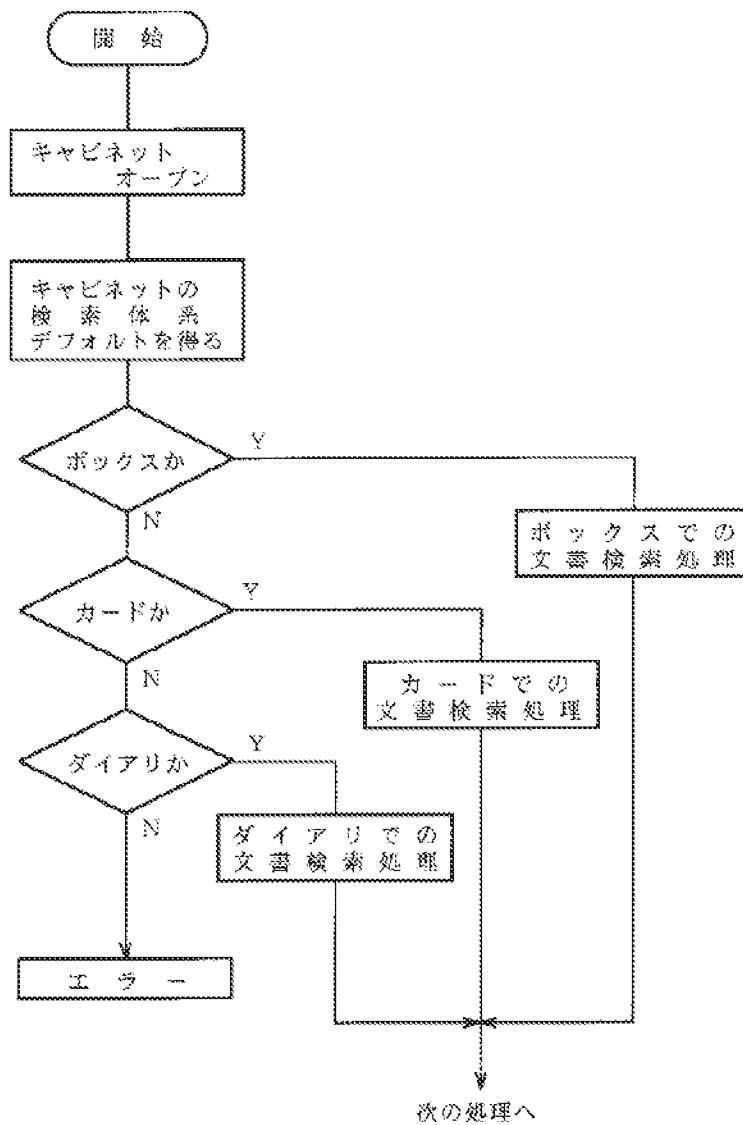 開始
キャビネット
オープン
キャビネットの
検索体系
デフォルトを得る
ボックスか
Y
N
ボックスでの
文書検索処理
カードか
Y
N
カードでの
文書検索処理
ダイアリか
Y
N
ダイアリでの
文書検索処理
エラー
次の処理へ